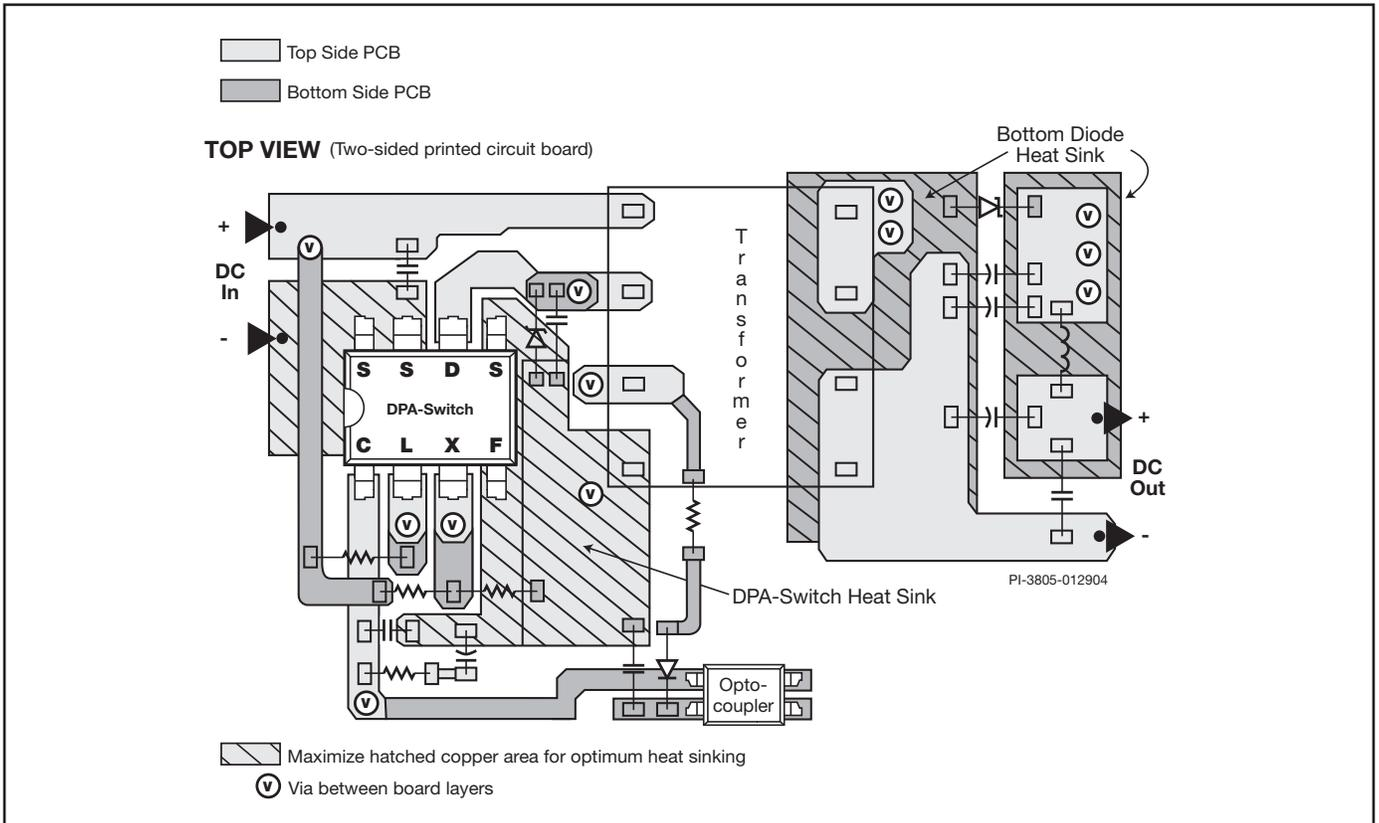 Top Side PCB
Bottom Side PCB
TOP VIEW (Two-sided printed circuit board)
Bottom Diode
Heat Sink
+
DC
In
-
V
V
V
V
V
V
V
V
V
V
V
V
Transformer
S S D S
DPA-Switch
C L X F
+
DC
Out
-
PI-3805-012904
DPA-Switch Heat Sink
Opto-
coupler
Maximize hatched copper area for optimum heat sinking
V Via between board layers